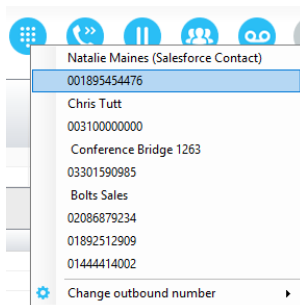 Natalie Maines (Salesforce Contact)
001895454476
Chris Tutt
003100000000
Conference Bridge 1263
03301590985
Bolts Sales
02086879234
01892512909
01444414002
Change outbound number